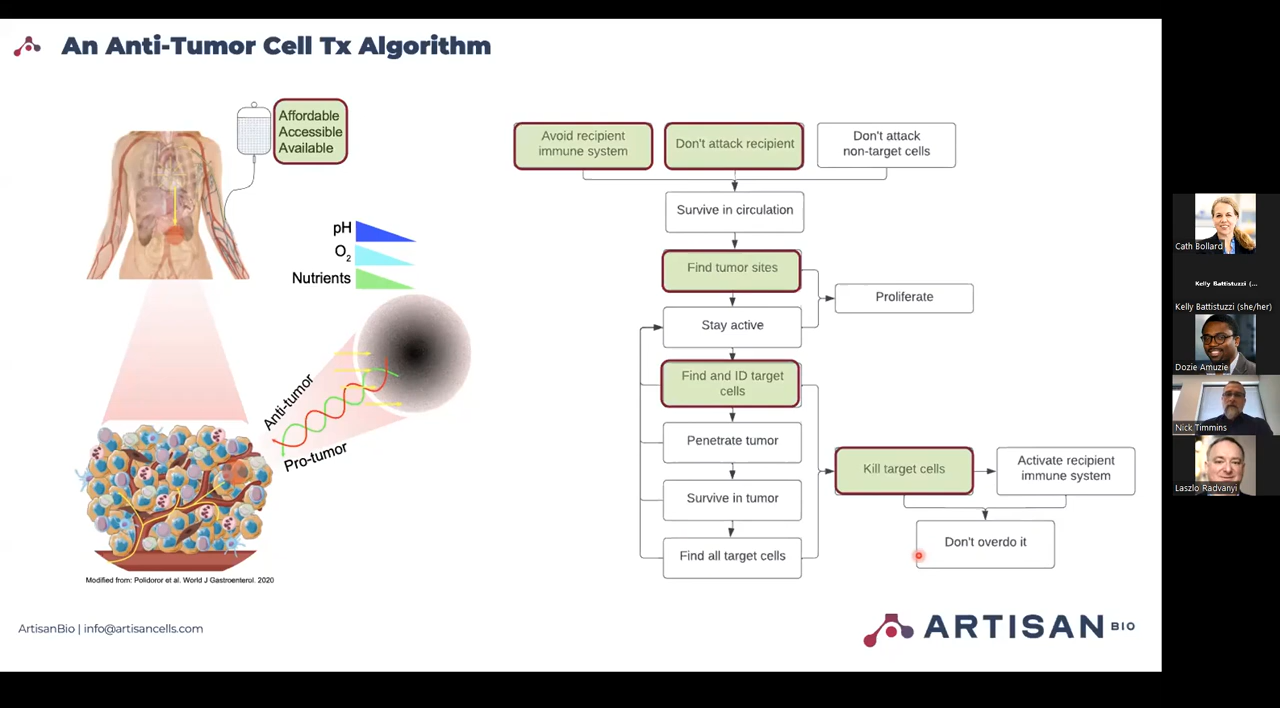 An Anti-Tumor Cell Tx Algorithm
Affordable
Accessible
Available
pH
O2
Nutrients
Anti-tumor
Pro-tumor
Modified from: Polidoror et al. World J Gastroenterol. 2020
Avoid recipient
immune system
Don't attack recipient
Don't attack
non-target cells
Survive in circulation
Find tumor sites
Proliferate
Stay active
Find and ID target
cells
Penetrate tumor
Kill target cells
Activate recipient
immune system
Survive in tumor
Don't overdo it
Find all target cells
ArtisanBio | info@artisancells.com
ARTISAN BIO
Cath Bollard
Kelly Battistuzzi (...
Kelly Battistuzzi (she/her)
Dozie Amuzie
Nick Timmins
Laszlo Radvanyi